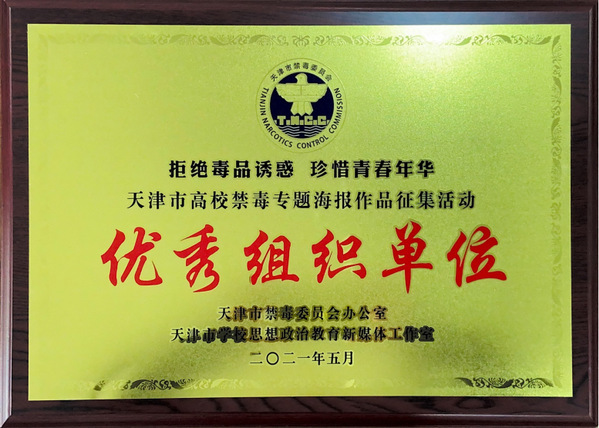 天津市禁毒委员会
T.N.C.C
TIANJIN NARCOTICS CONTROL COMMISSION
拒绝毒品诱惑 珍惜青春年华
天津市高校禁毒专题海报作品征集活动
优秀组织单位
天津市禁毒委员会办公室
天津市学校思想政治教育新媒体工作室
二〇二一年五月